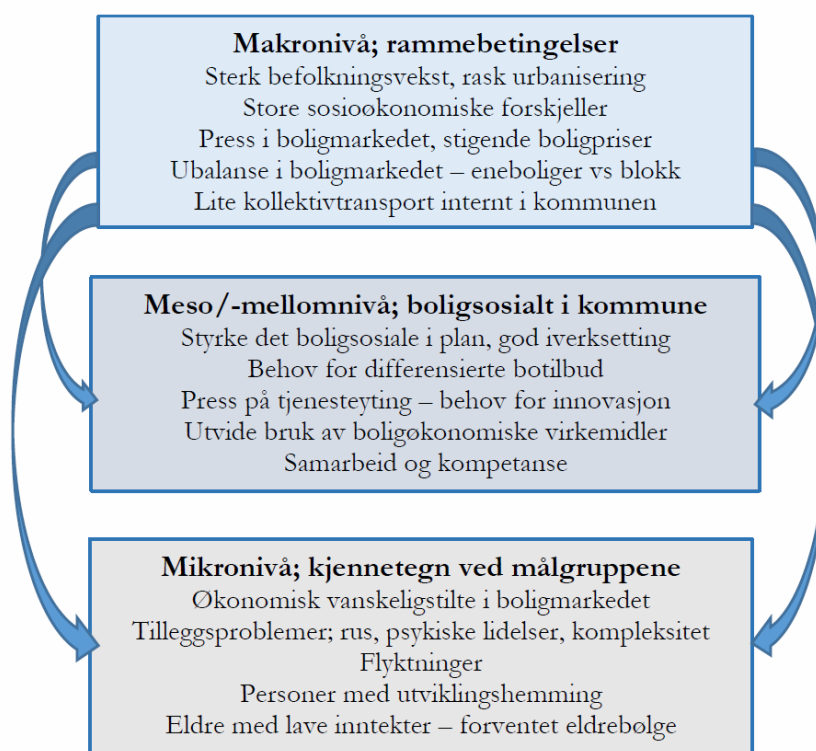 Makronivå; rammebetingelser
Sterk befolkningsvekst, rask urbanisering
Store sosioøkonomiske forskjeller
Press i boligmarkedet, stigende boligpriser
Ubalanse i boligmarkedet – eneboliger vs blokk
Lite kollektivtransport internt i kommunen
Meso/-mellomnivå; boligsosialt i kommune
Styrke det boligsosiale i plan, god iverksetting
Behov for differensierte botilbud
Press på tjenesteyting – behov for innovasjon
Utvide bruk av boligøkonomiske virkemidler
Samarbeid og kompetanse
Mikronivå; kjennetegn ved målgruppene
Økonomisk vanskeligstilte i boligmarkedet
Tilleggsproblemer; rus, psykiske lidelser, kompleksitet
Flyktninger
Personer med utviklingshemming
Eldre med lave inntekter – forventet eldrebølge